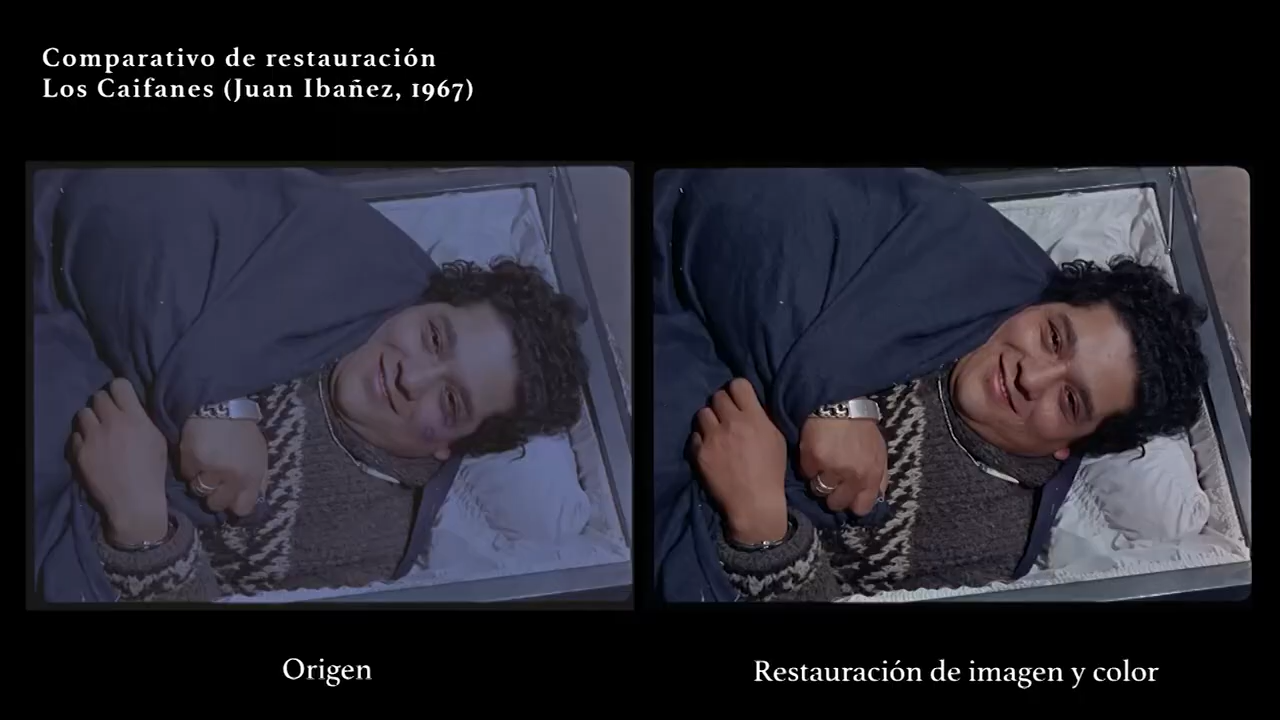 Comparativo de restauración
Los Caifanes (Juan Ibañez, 1967)
Origen
Restauración de imagen y color